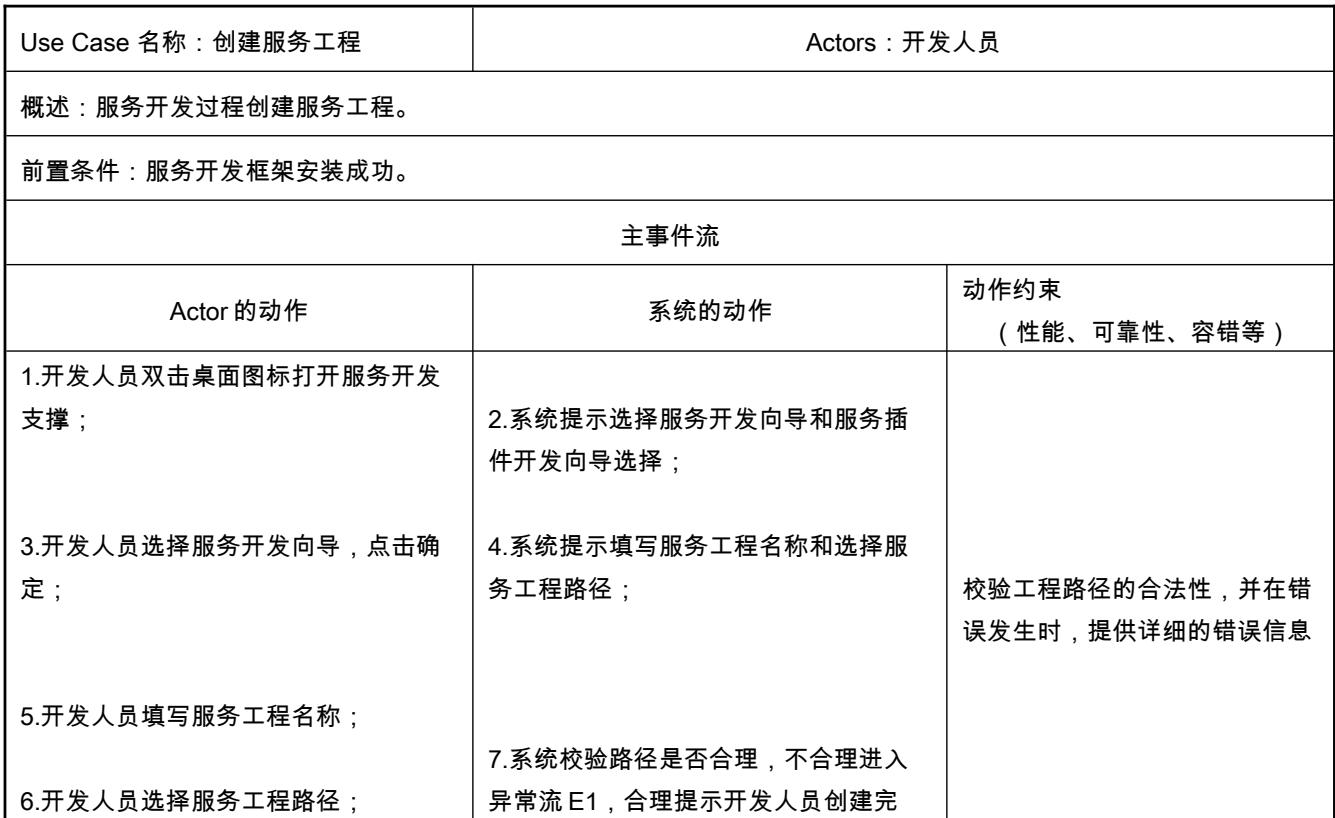 Use Case 名称：创建服务工程
Actors：开发人员
概述：服务开发过程创建服务工程。
前置条件：服务开发框架安装成功。
主事件流
Actor 的动作
系统的动作
动作约束
（性能、可靠性、容错等）
1.开发人员双击桌面图标打开服务开发
支撑；
2.系统提示选择服务开发向导和服务插
件开发向导选择；
3.开发人员选择服务开发向导，点击确
定；
4.系统提示填写服务工程名称和选择服
务工程路径；
校验工程路径的合法性，并在错
误发生时，提供详细的错误信息
5.开发人员填写服务工程名称；
6.开发人员选择服务工程路径；
7.系统校验路径是否合理，不合理进入
异常流 E1，合理提示开发人员创建完